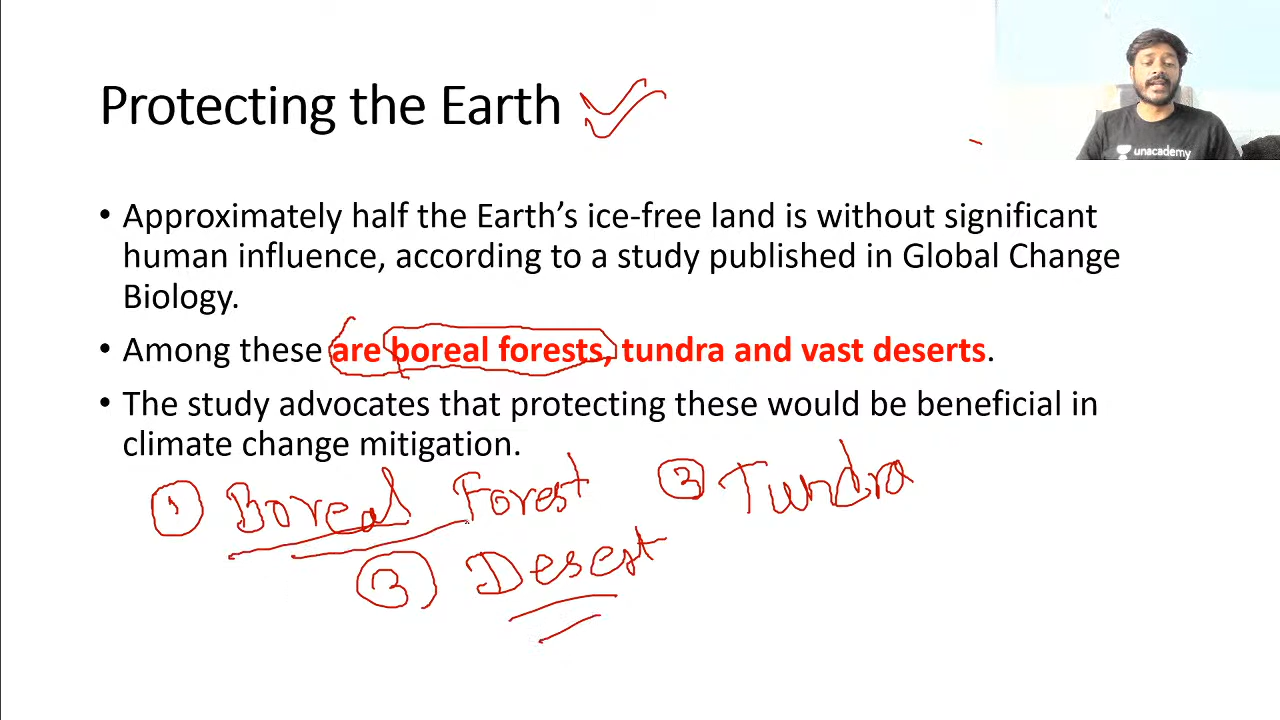 Protecting the Earth
unacademy
• Approximately half the Earth's ice-free land is without significant
human influence, according to a study published in Global Change
Biology.
• Among these are boreal forests, tundra and vast deserts.
• The study advocates that protecting these would be beneficial in
climate change mitigation.
① Boreal Forest ② Tundra
③ Desert